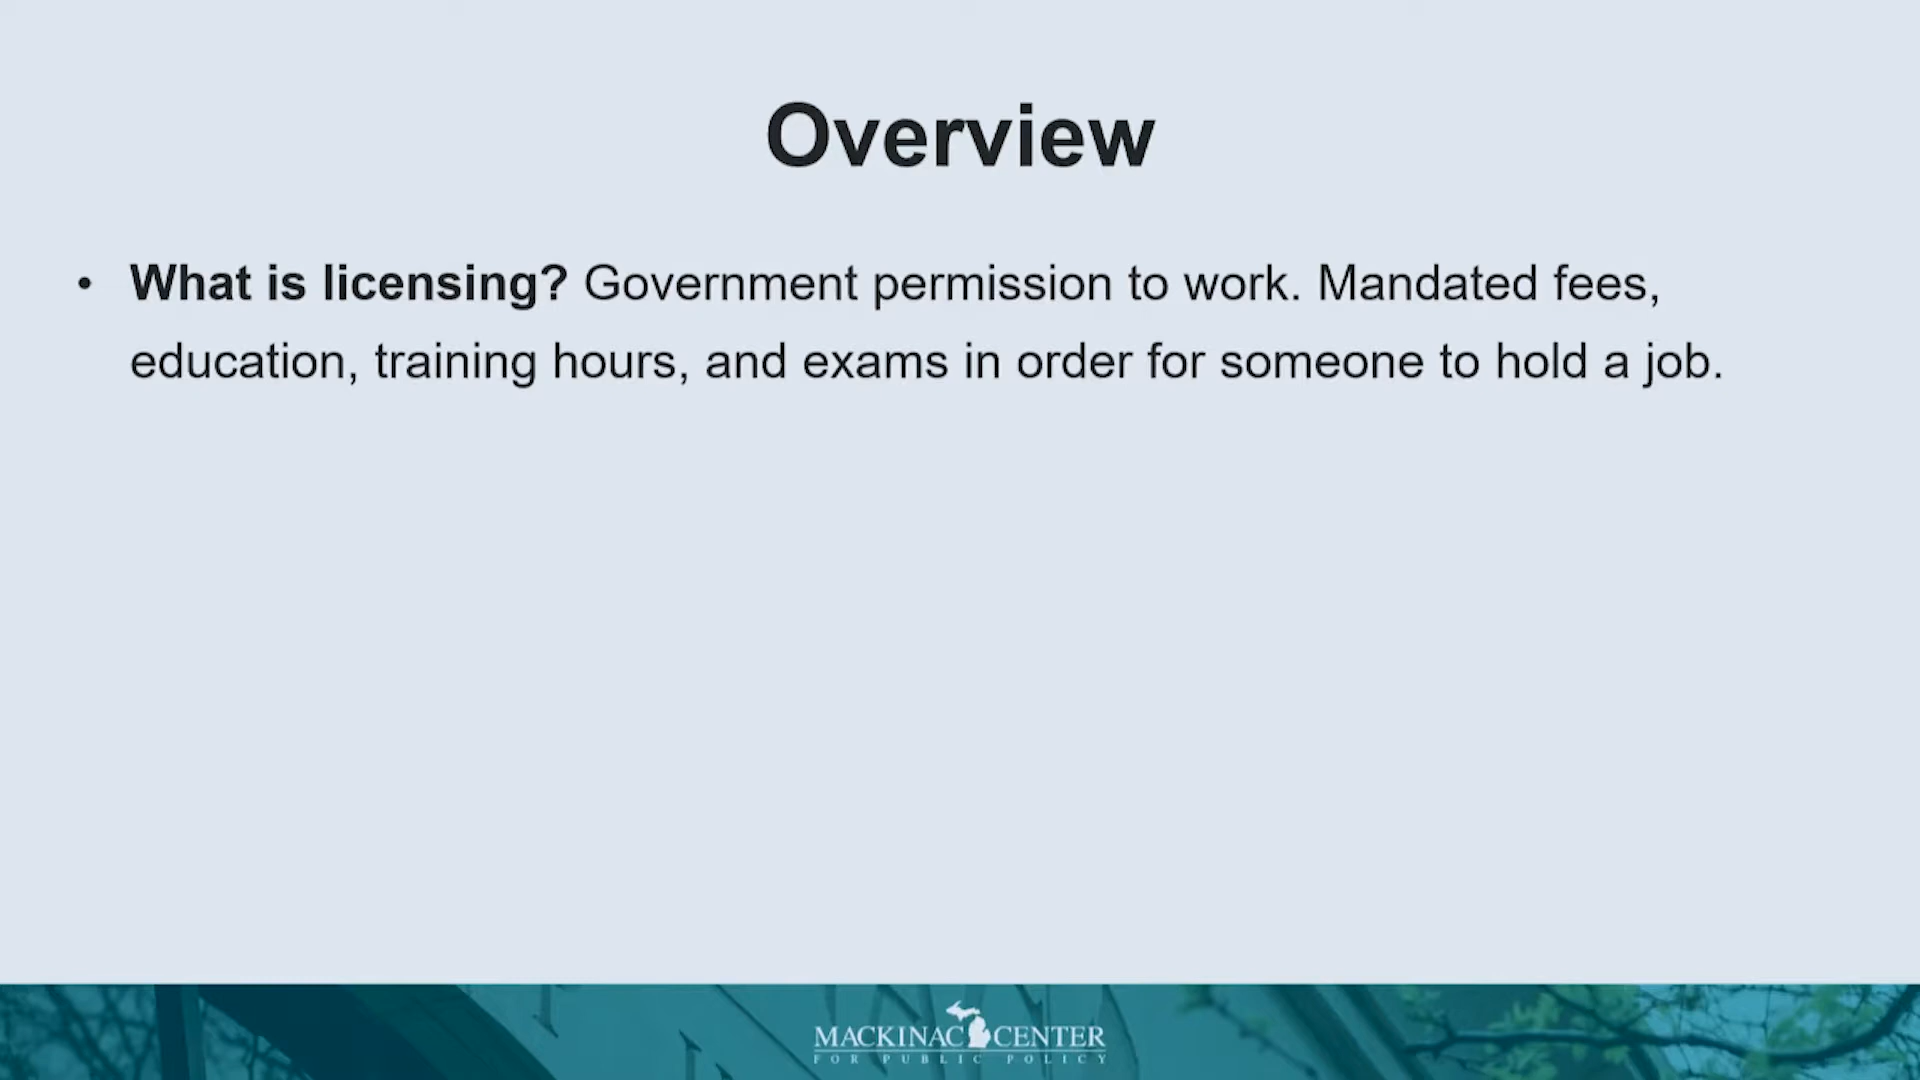 Overview
• What is licensing? Government permission to work. Mandated fees,
education, training hours, and exams in order for someone to hold a job.
MACKINAC CENTER
FOR PUBLIC POLICY